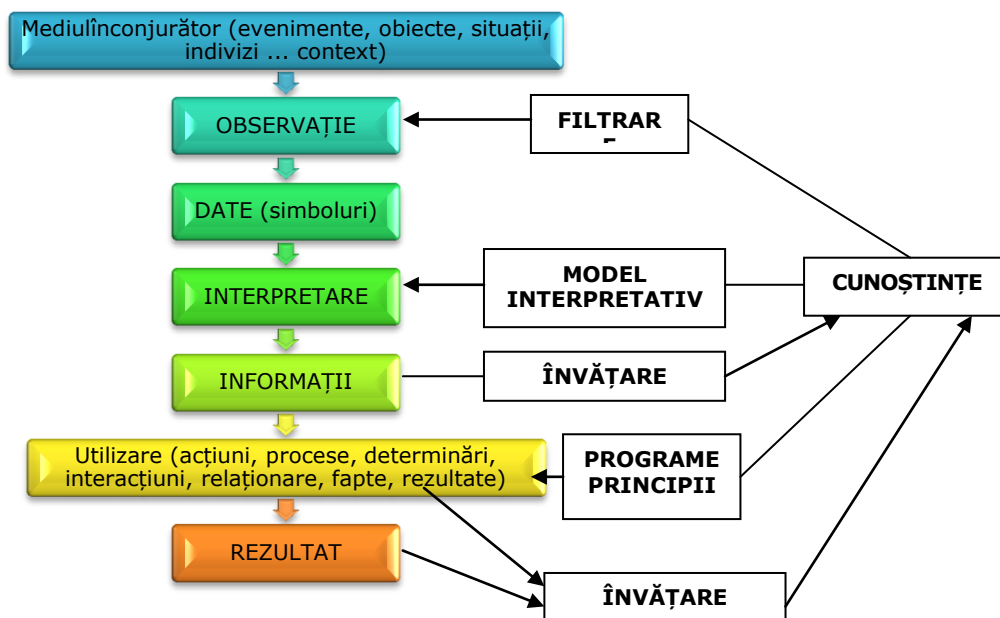 Mediulînconjurător (evenimente, obiecte, situații,
indivizi ... context)
OBSERVAȚIE
FILTRAR
DATE (simboluri)
INTERPRETARE
MODEL
INTERPRETATIV
CUNOȘTINȚE
INFORMAȚII
ÎNVĂȚARE
Utilizare (acțiuni, procese, determinări,
interacțiuni, relaționare, fapte, rezultate)
PROGRAME
PRINCIPII
REZULTAT
ÎNVĂȚARE